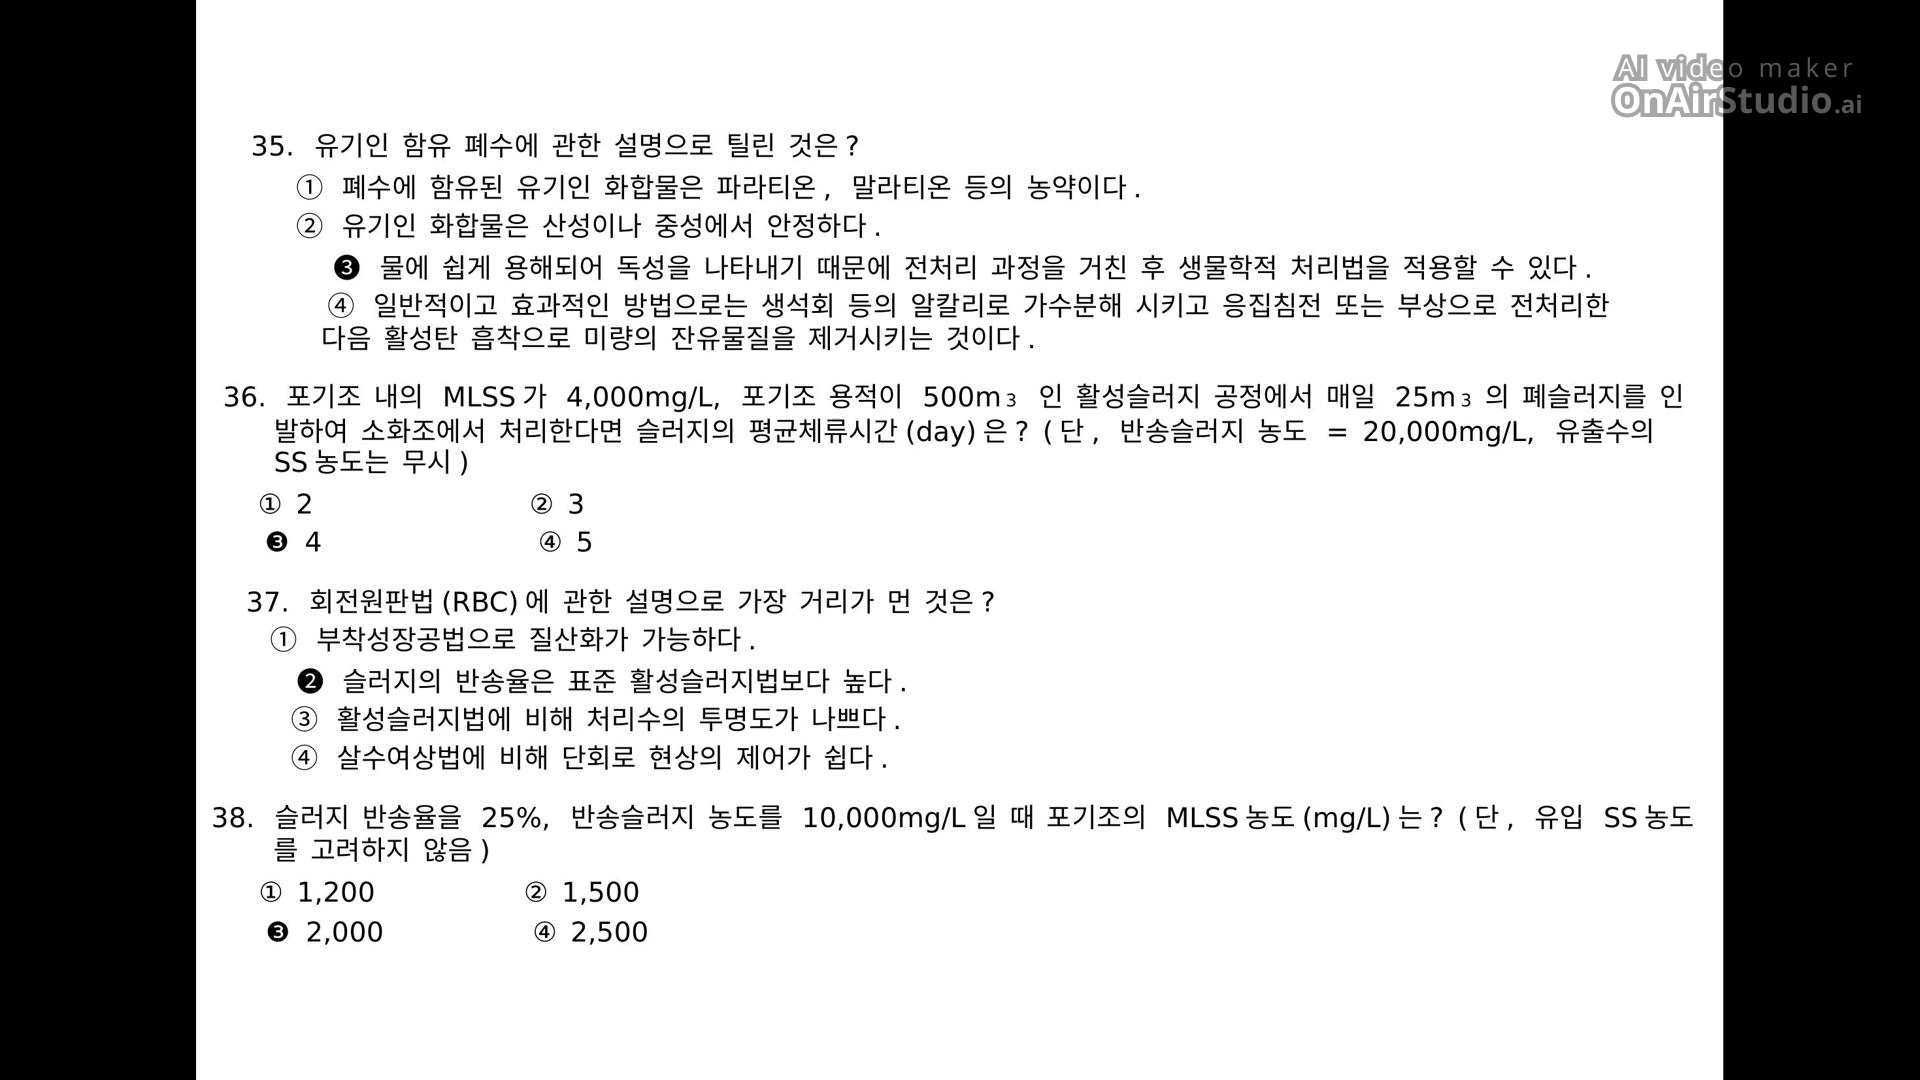 AI video maker
OnAirStudio.ai
35. 유기인 함유 폐수에 관한 설명으로 틸린 것은?
① 폐수에 함유된 유기인 화합물은 파라티온, 말라티온 등의 농약이다.
② 유기인 화합물은 산성이나 중성에서 안정하다.
❸ 물에 쉽게 용해되어 독성을 나타내기 때문에 전처리 과정을 거친 후 생물학적 처리법을 적용할 수 있다.
④ 일반적이고 효과적인 방법으로는 생석회 등의 알칼리로 가수분해 시키고 응집침전 또는 부상으로 전처리한
다음 활성탄 흡착으로 미량의 잔유물질을 제거시키는 것이다.
36. 포기조 내의 MLSS가 4,000mg/L, 포기조 용적이 500m3 인 활성슬러지 공정에서 매일 25m3의 폐슬러지를 인
발하여 소화조에서 처리한다면 슬러지의 평균체류시간(day)은? (단, 반송슬러지 농도 = 20,000mg/L, 유출수의
SS농도는 무시)
① 2 ② 3
❸ 4 ④ 5
37. 회전원판법(RBC)에 관한 설명으로 가장 거리가 먼 것은?
① 부착성장공법으로 질산화가 가능하다.
❷ 슬러지의 반송율은 표준 활성슬러지법보다 높다.
③ 활성슬러지법에 비해 처리수의 투명도가 나쁘다.
④ 살수여상법에 비해 단회로 현상의 제어가 쉽다.
38. 슬러지 반송율을 25%, 반송슬러지 농도를 10,000mg/L일 때 포기조의 MLSS농도(mg/L)는? (단, 유입 SS농도
를 고려하지 않음)
① 1,200 ② 1,500
❸ 2,000 ④ 2,500